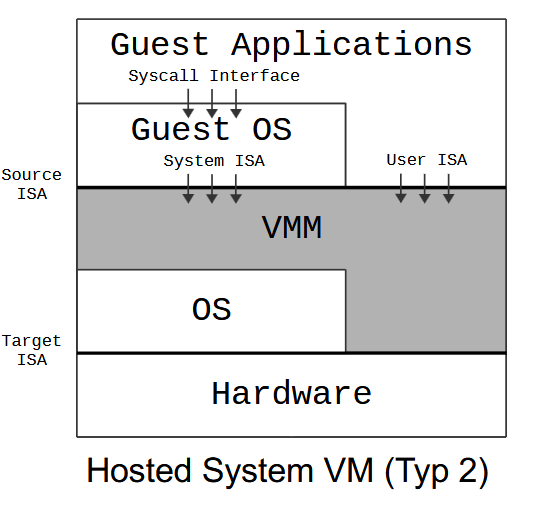 Guest Applications
Syscall Interface
Guest OS
System ISA
User ISA
Source
ISA
VMM
OS
Target
ISA
Hardware
Hosted System VM (Typ 2)